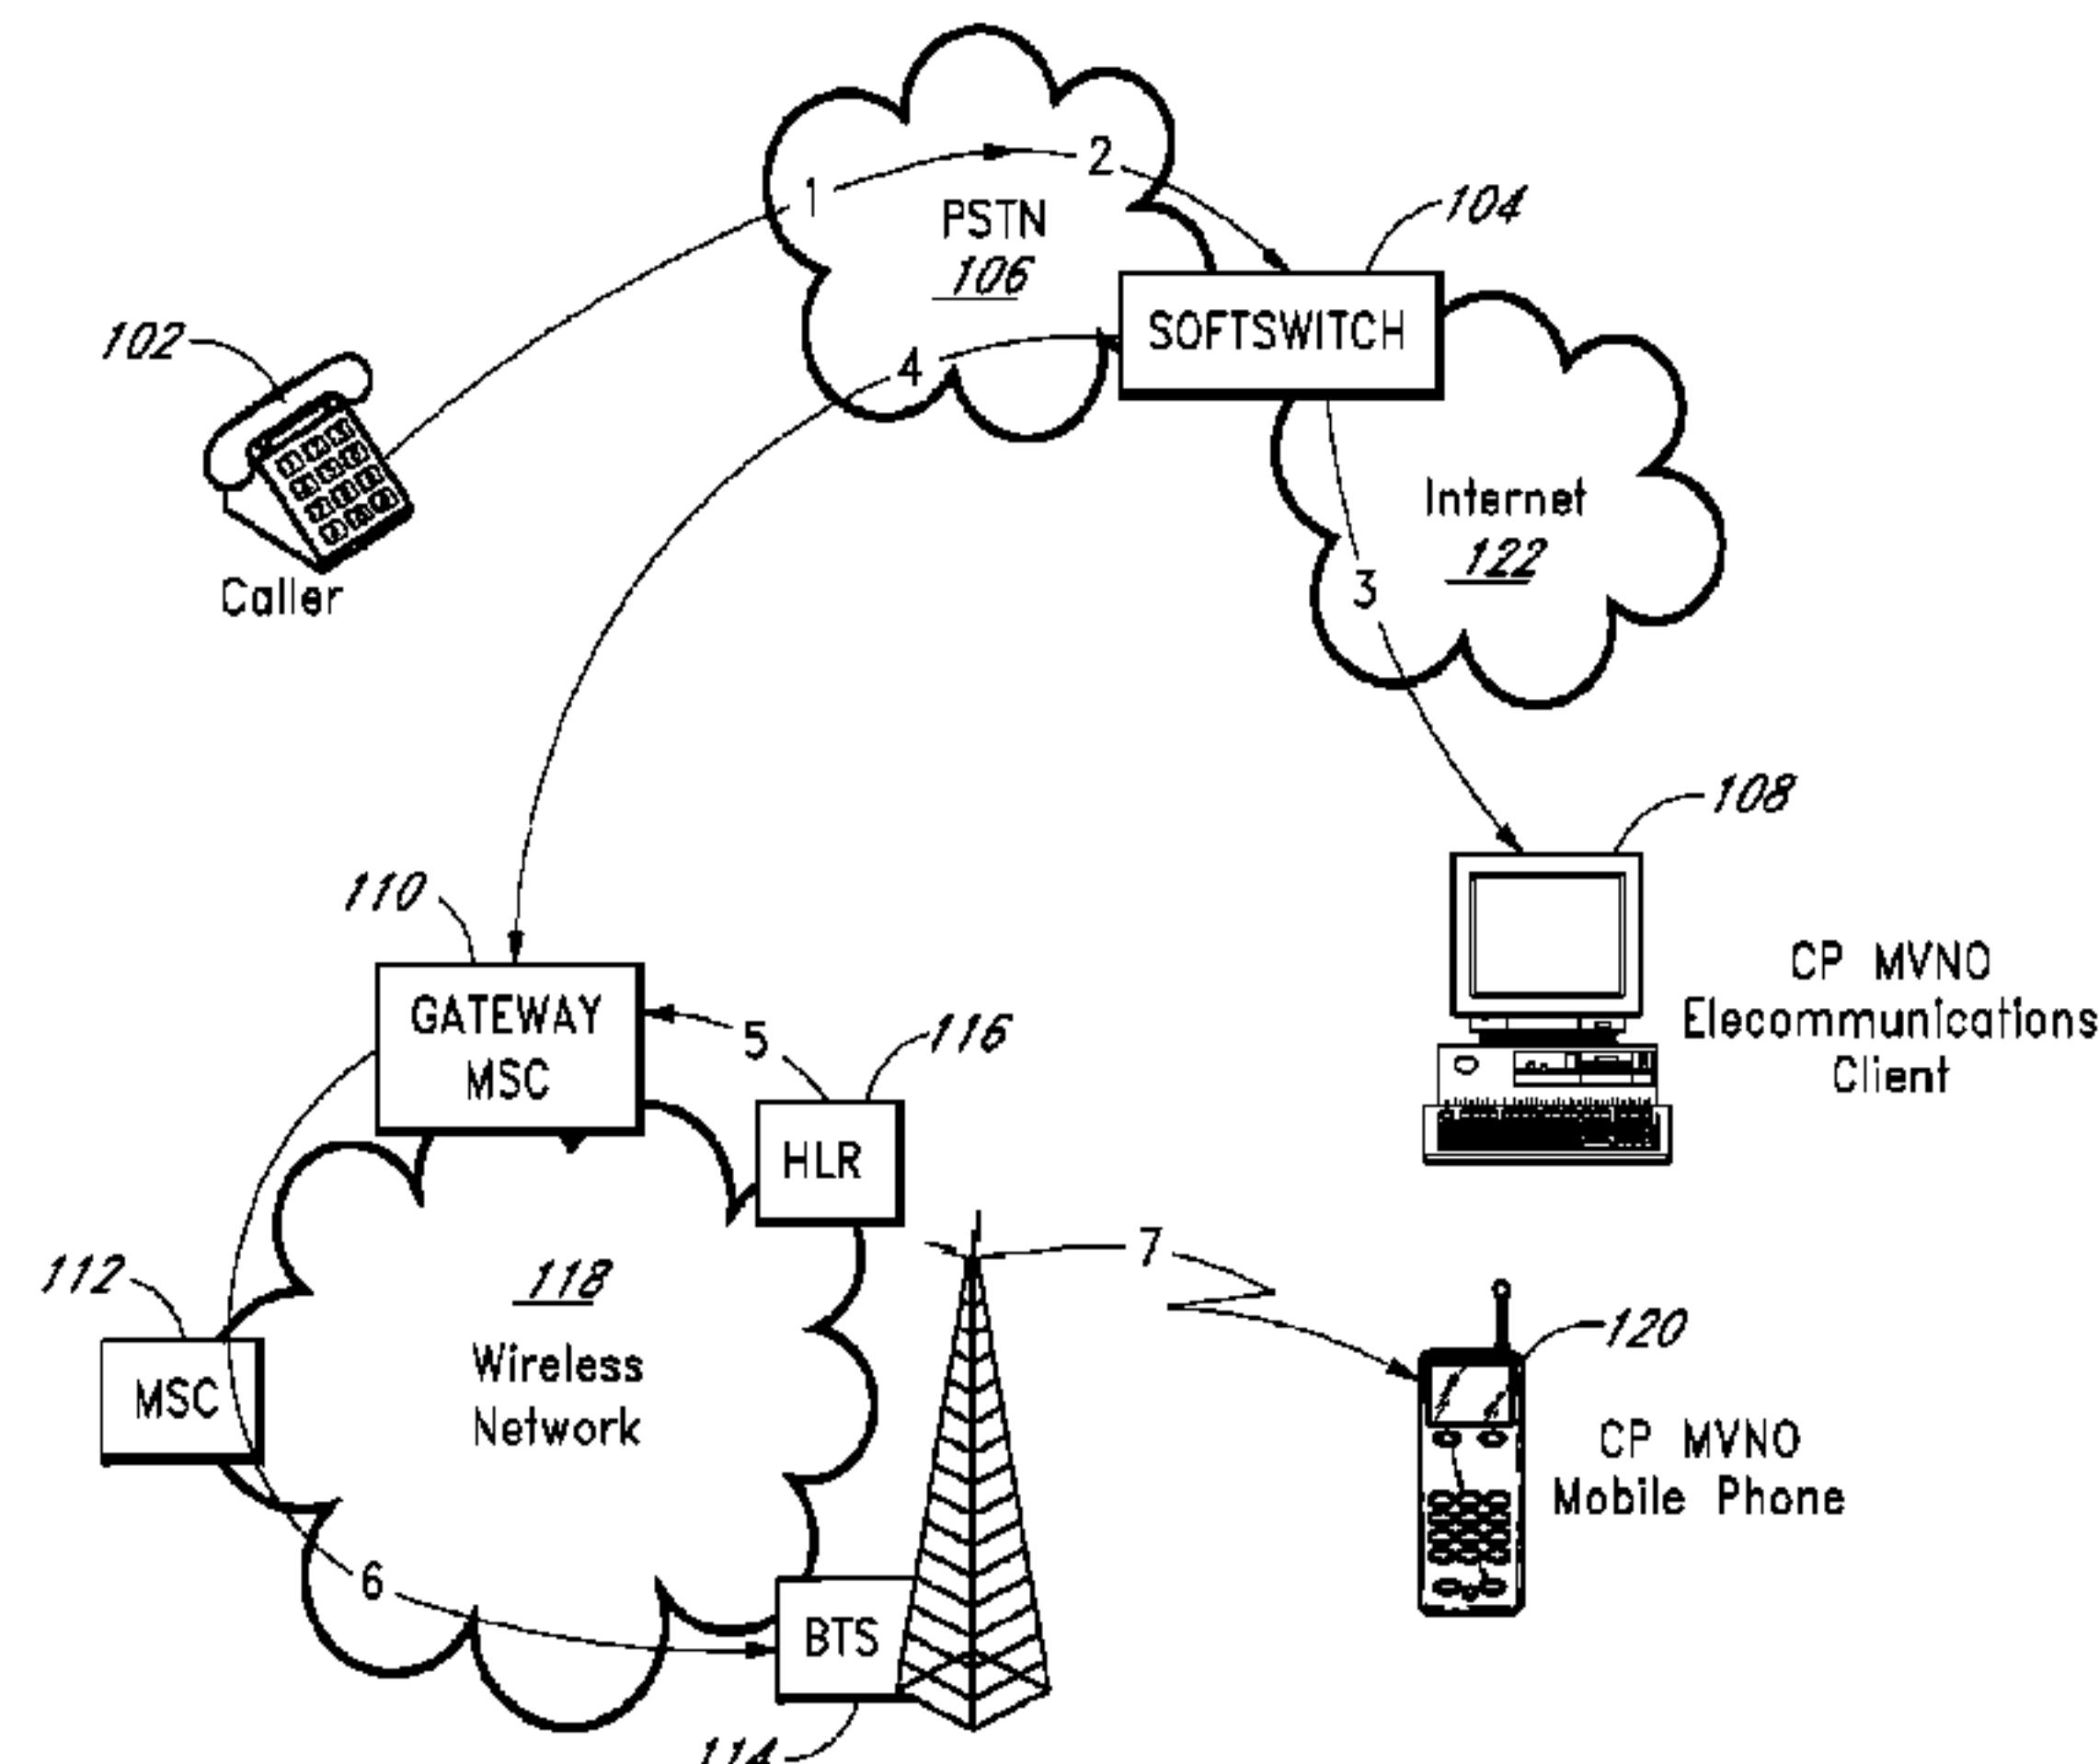 1
2
PSTN
106
104
SOFTSWITCH
102
4
Caller
Internet
122
3
108
110
GATEWAY
MSC
5
116
CP MVNO
Elecommunications
Client
HLR
7
112
118
120
MSC
Wireless
Network
CP MVNO
Mobile Phone
6
BTS
114